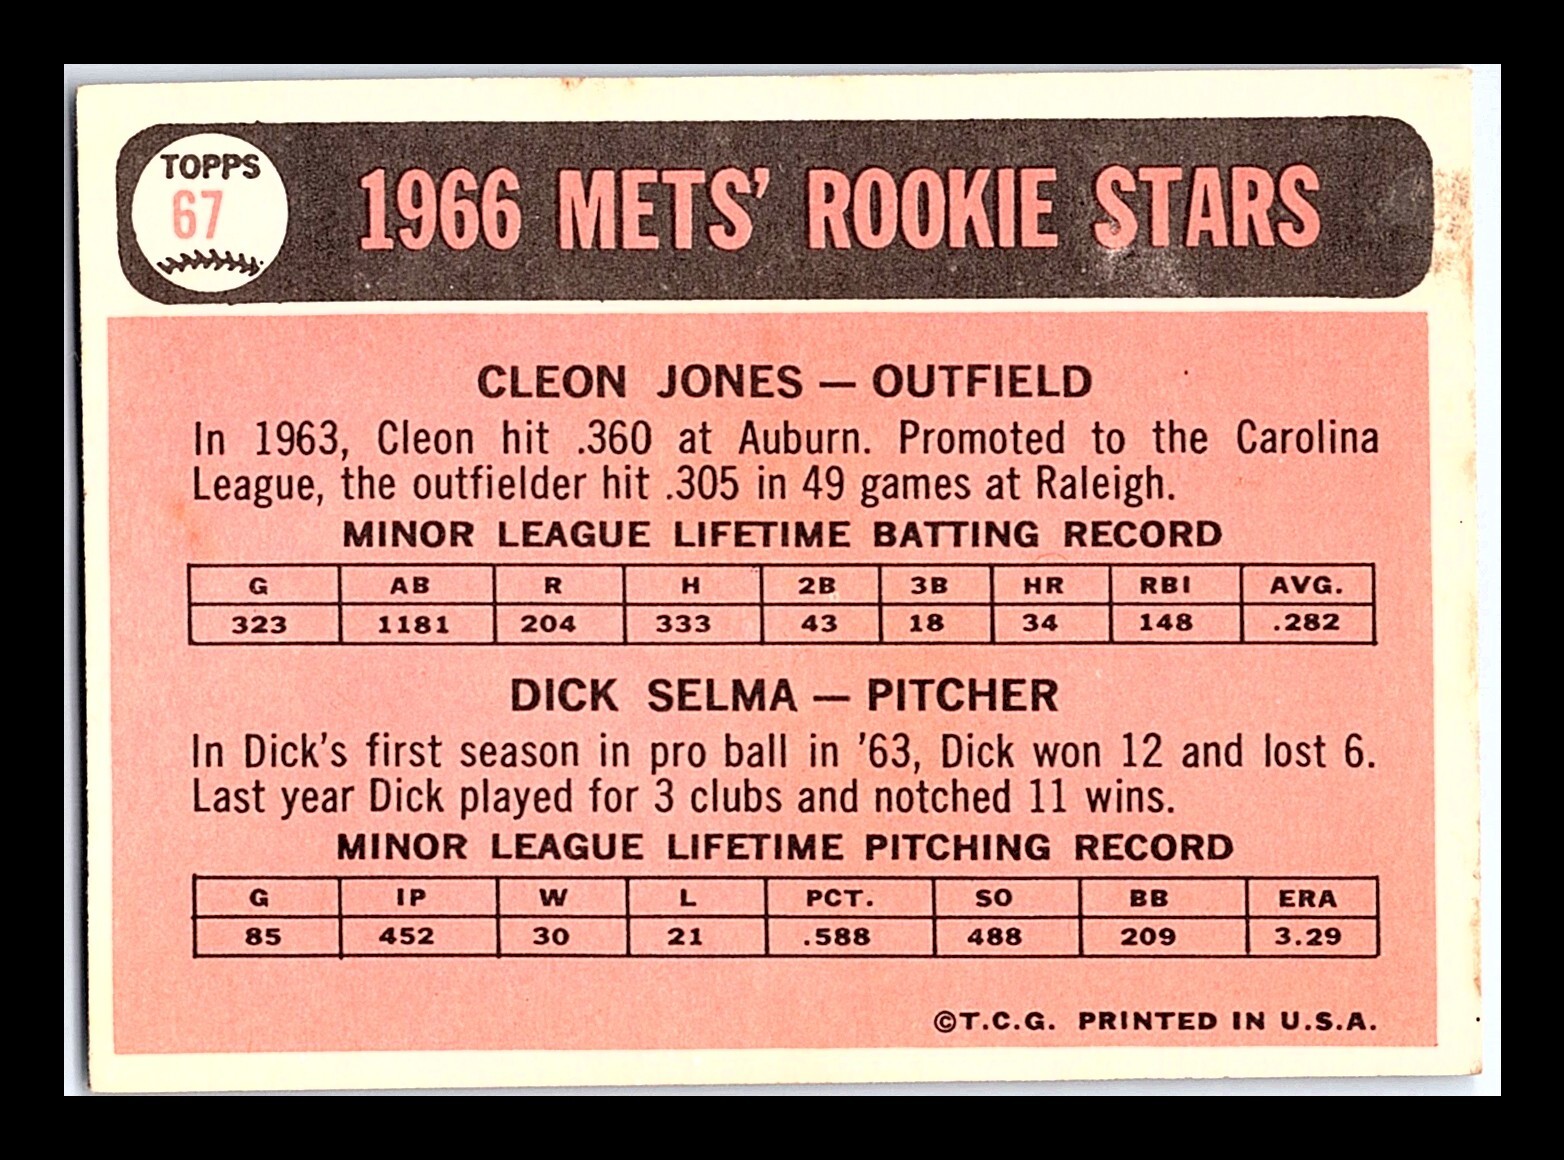 TOPPS
67
1966 METS' ROOKIE STARS
CLEON JONES — OUTFIELD
In 1963, Cleon hit .360 at Auburn. Promoted to the Carolina
League, the outfielder hit .305 in 49 games at Raleigh.
MINOR LEAGUE LIFETIME BATTING RECORD
G AB R H 2B 3B HR RBI AVG.
323 1181 204 333 43 18 34 148 .282
DICK SELMA — PITCHER
In Dick's first season in pro ball in '63, Dick won 12 and lost 6.
Last year Dick played for 3 clubs and notched 11 wins.
MINOR LEAGUE LIFETIME PITCHING RECORD
G IP W L PCT. SO BB ERA
85 452 30 21 .588 488 209 3.29
©T.C.G. PRINTED IN U.S.A.